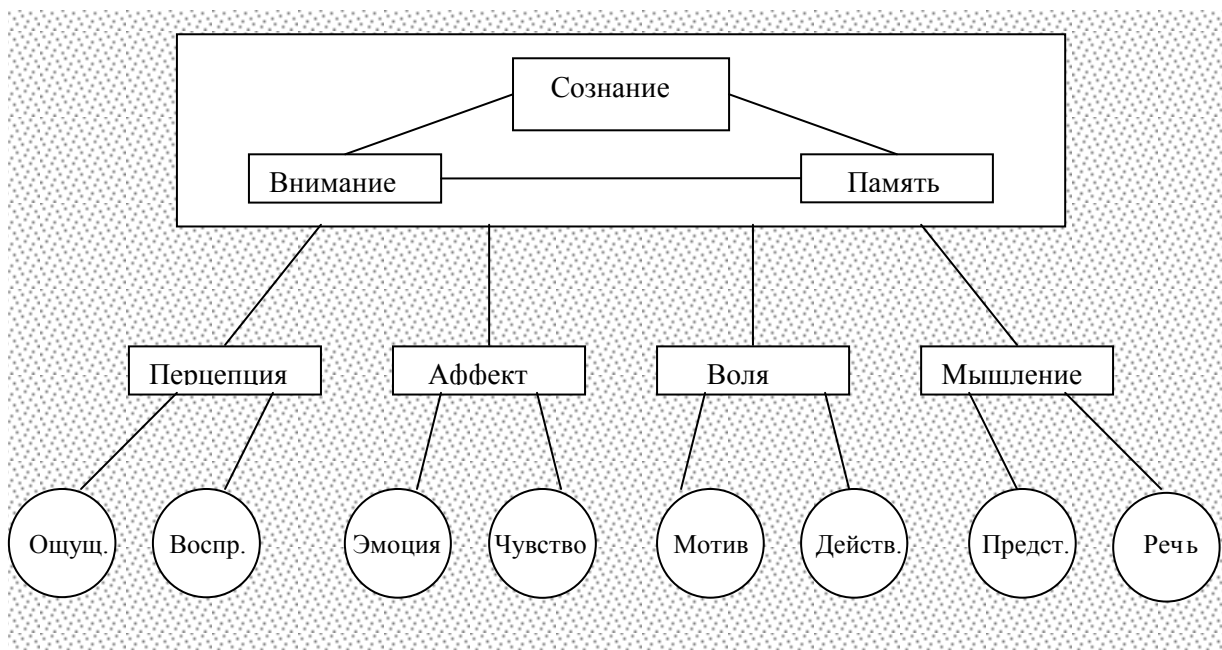 Сознание
Внимание
Память
Перцепция
Аффект
Воля
Мышление
Ощущ.
Воспр.
Эмоция
Чувство
Мотив
Действ.
Предст.
Речь